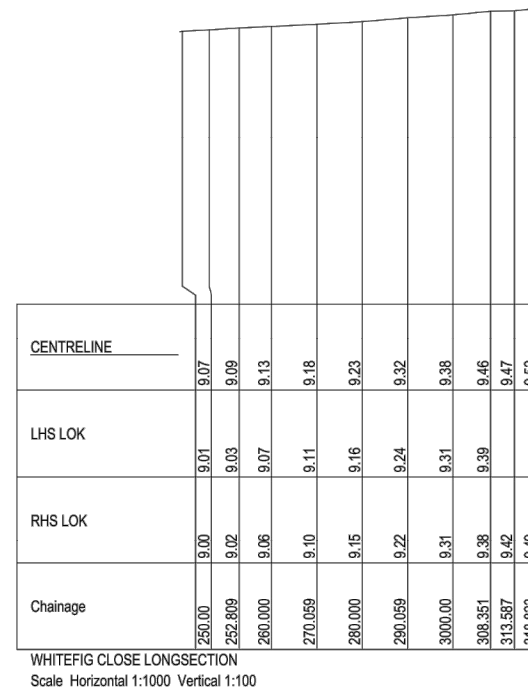 CENTRELINE 9.07 9.09 9.13 9.18 9.23 9.32 9.38 9.46 9.47
LHS LOK 9.01 9.03 9.07 9.11 9.16 9.24 9.31 9.39
RHS LOK 9.00 9.02 9.06 9.10 9.15 9.22 9.31 9.38 9.42
Chainage 250.00 252.809 260.000 270.059 280.000 290.059 3000.00 308.351 313.587
WHITEFIG CLOSE LONGSECTION
Scale Horizontal 1:1000 Vertical 1:100